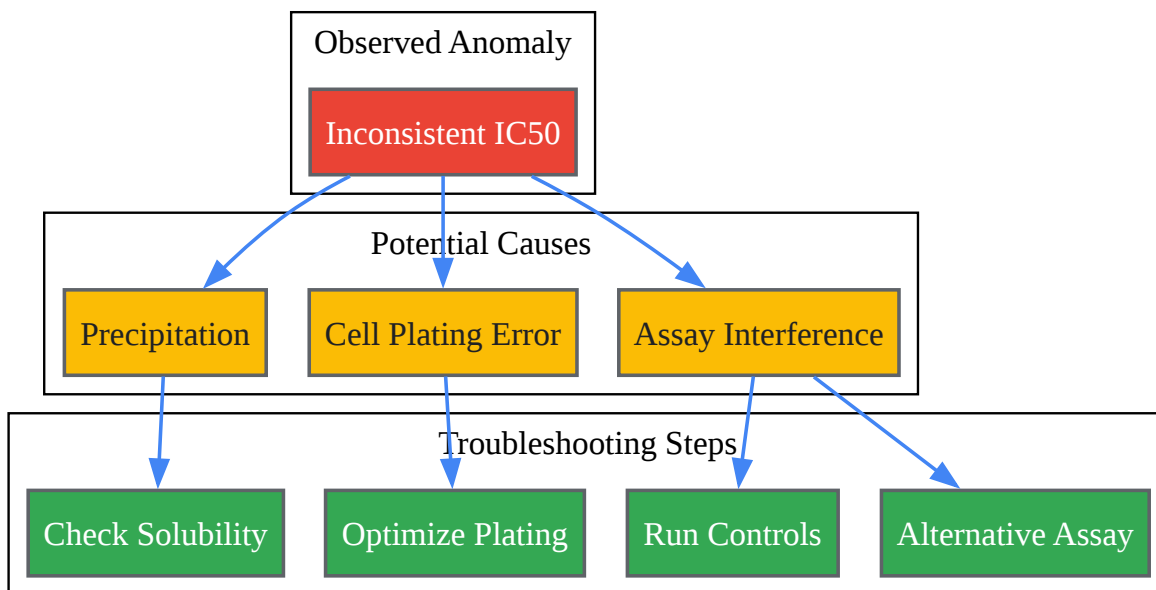 Observed Anomaly
Inconsistent IC50
Potential Causes
Precipitation
Cell Plating Error
Assay Interference
Troubleshooting Steps
Check Solubility
Optimize Plating
Run Controls
Alternative Assay